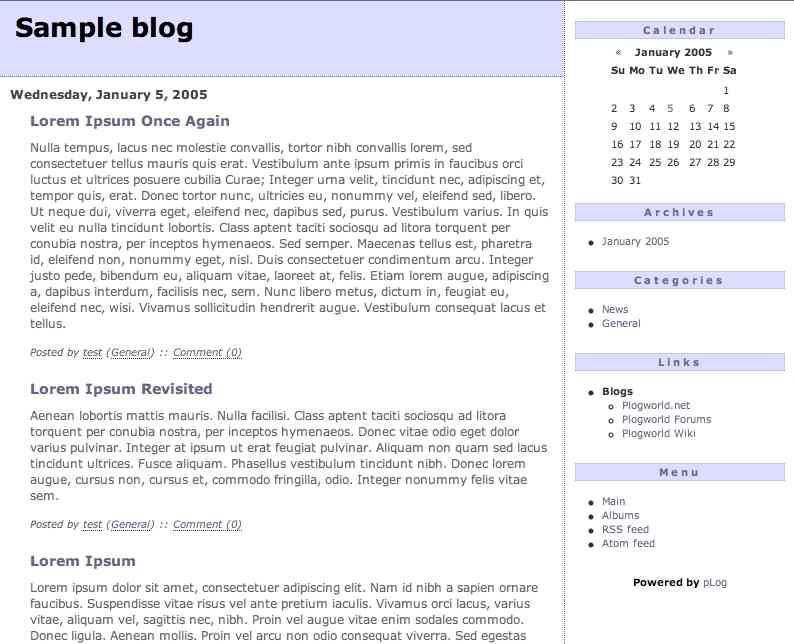 Sample blog
Wednesday, January 5, 2005
Lorem Ipsum Once Again
Nulla tempus, lacus nec molestie convallis, tortor nibh convallis lorem, sed
consectetuer tellus mauris quis erat. Vestibulum ante ipsum primis in faucibus orci
luctus et ultrices posuere cubilia Curae; Integer urna velit, tincidunt nec, adipiscing et,
tempor quis, erat. Donec tortor nunc, ultricies eu, nonummy vel, eleifend sed, libero.
Ut neque dui, viverra eget, eleifend nec, dapibus sed, purus. Vestibulum varius. In quis
velit eu nulla tincidunt lobortis. Class aptent taciti sociosqu ad litora torquent per
conubia nostra, per inceptos hymenaeos. Sed semper. Maecenas tellus est, pharetra
id, eleifend non, nonummy eget, nisl. Duis consectetuer condimentum arcu. Integer
justo pede, bibendum eu, aliquam vitae, laoreet at, felis. Etiam lorem augue, adipiscing
a, dapibus interdum, facilisis nec, sem. Nunc libero metus, dictum in, feugiat eu,
eleifend nec, wisi. Vivamus sollicitudin hendrerit augue. Vestibulum consequat lacus et
tellus.
Posted by test (General) :: Comment (0)
Lorem Ipsum Revisited
Aenean lobortis mattis mauris. Nulla facilisi. Class aptent taciti sociosqu ad litora
torquent per conubia nostra, per inceptos hymenaeos. Donec vitae odio eget dolor
varius pulvinar. Integer at ipsum ut erat feugiat pulvinar. Aliquam non quam sed lacus
tincidunt ultrices. Fusce aliquam. Phasellus vestibulum tincidunt nibh. Donec lorem
augue, cursus non, cursus et, commodo fringilla, odio. Integer nonummy felis vitae
sem.
Posted by test (General) :: Comment (0)
Lorem Ipsum
Lorem ipsum dolor sit amet, consectetuer adipiscing elit. Nam id nibh a sapien ornare
faucibus. Suspendisse vitae risus vel ante pretium iaculis. Vivamus orci lacus, varius
vitae, aliquam vel, sagittis nec, nibh. Proin vel augue vitae enim sodales commodo.
Donec ligula. Aenean mollis. Proin vel arcu non odio consequat viverra. Sed egestas
Calendar
« January 2005 »
Su Mo Tu We Th Fr Sa
1
2 3 4 5 6 7 8
9 10 11 12 13 14 15
16 17 18 19 20 21 22
23 24 25 26 27 28 29
30 31
Archives
January 2005
Categories
News
General
Links
Blogs
Plogworld.net
Plogworld Forums
Plogworld Wiki
Menu
Main
Albums
RSS feed
Atom feed
Powered by pLog